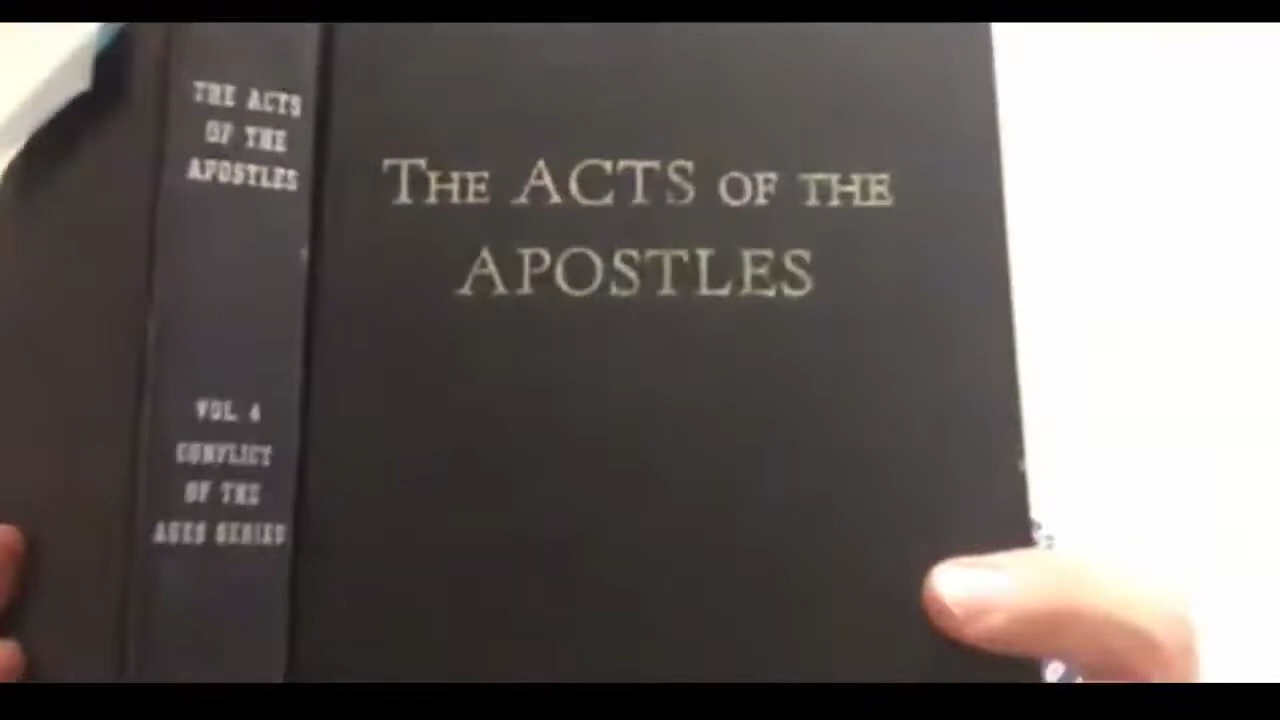 THE ACTS
OF THE
APOSTLES
VOL. 4
CONFLICT
OF THE
AGES SERIES
THE ACTS OF THE
APOSTLES